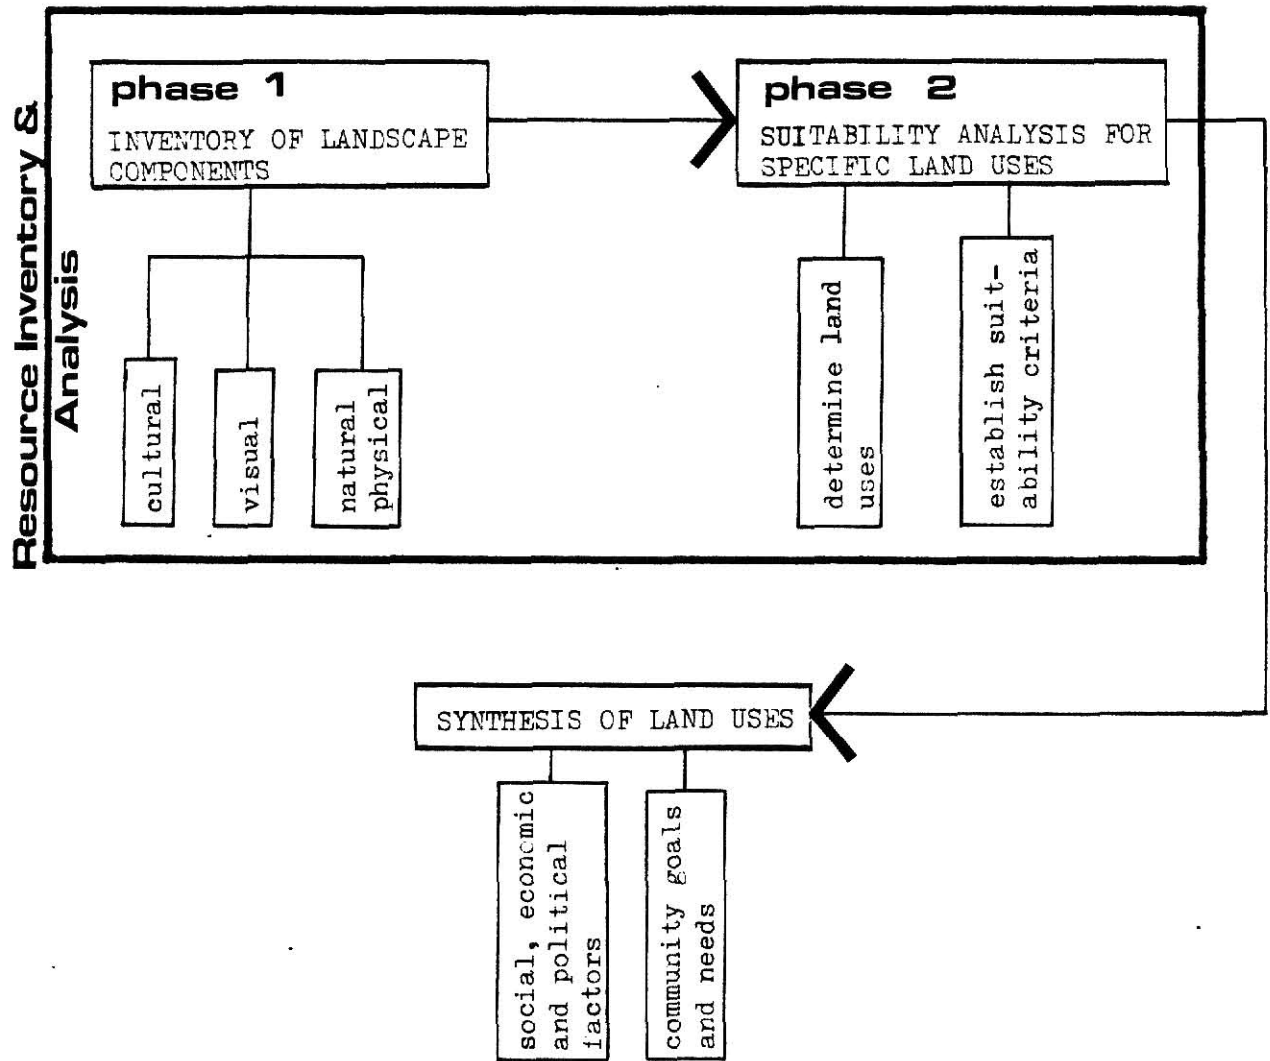 Resource Inventory &
Analysis
phase 1
INVENTORY OF LANDSCAPE
COMPONENTS
cultural
visual
natural
physical
phase 2
SUITABILITY ANALYSIS FOR
SPECIFIC LAND USES
determine land
uses
establish suit-
ability criteria
SYNTHESIS OF LAND USES
social, economic
and political
factors
community goals
and needs